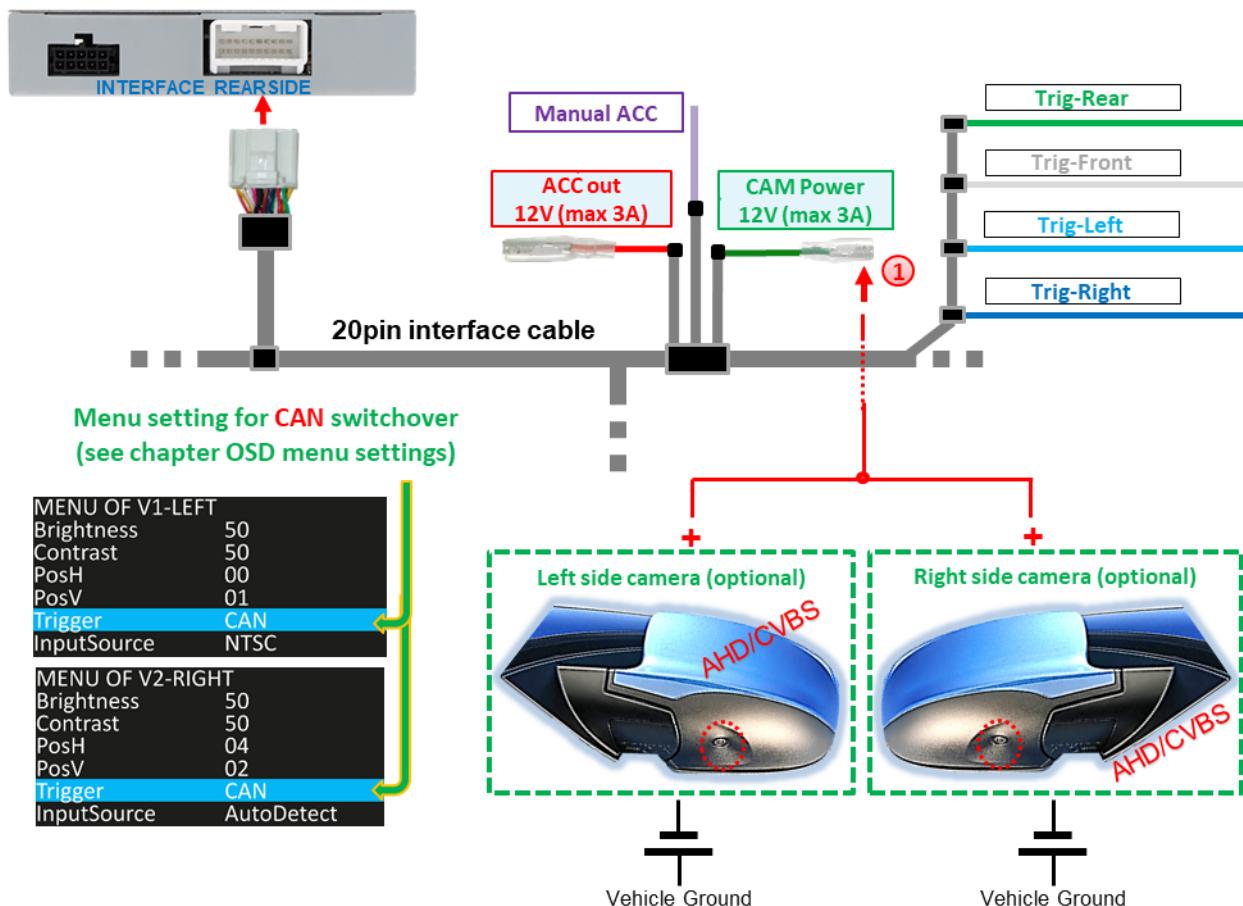 INTERFACE REARSIDE
Manual ACC
ACC out
12V (max 3A)
CAM Power
12V (max 3A)
1
Trig-Rear
Trig-Front
Trig-Left
Trig-Right
20pin interface cable
Menu setting for CAN switchover
(see chapter OSD menu settings)
MENU OF V1-LEFT
Brightness 50
Contrast 50
PosH 00
PosV 01
Trigger CAN
InputSource NTSC
MENU OF V2-RIGHT
Brightness 50
Contrast 50
PosH 04
PosV 02
Trigger CAN
InputSource AutoDetect
+
+
Left side camera (optional)
AHD/CVBS
Right side camera (optional)
AHD/CVBS
Vehicle Ground
Vehicle Ground